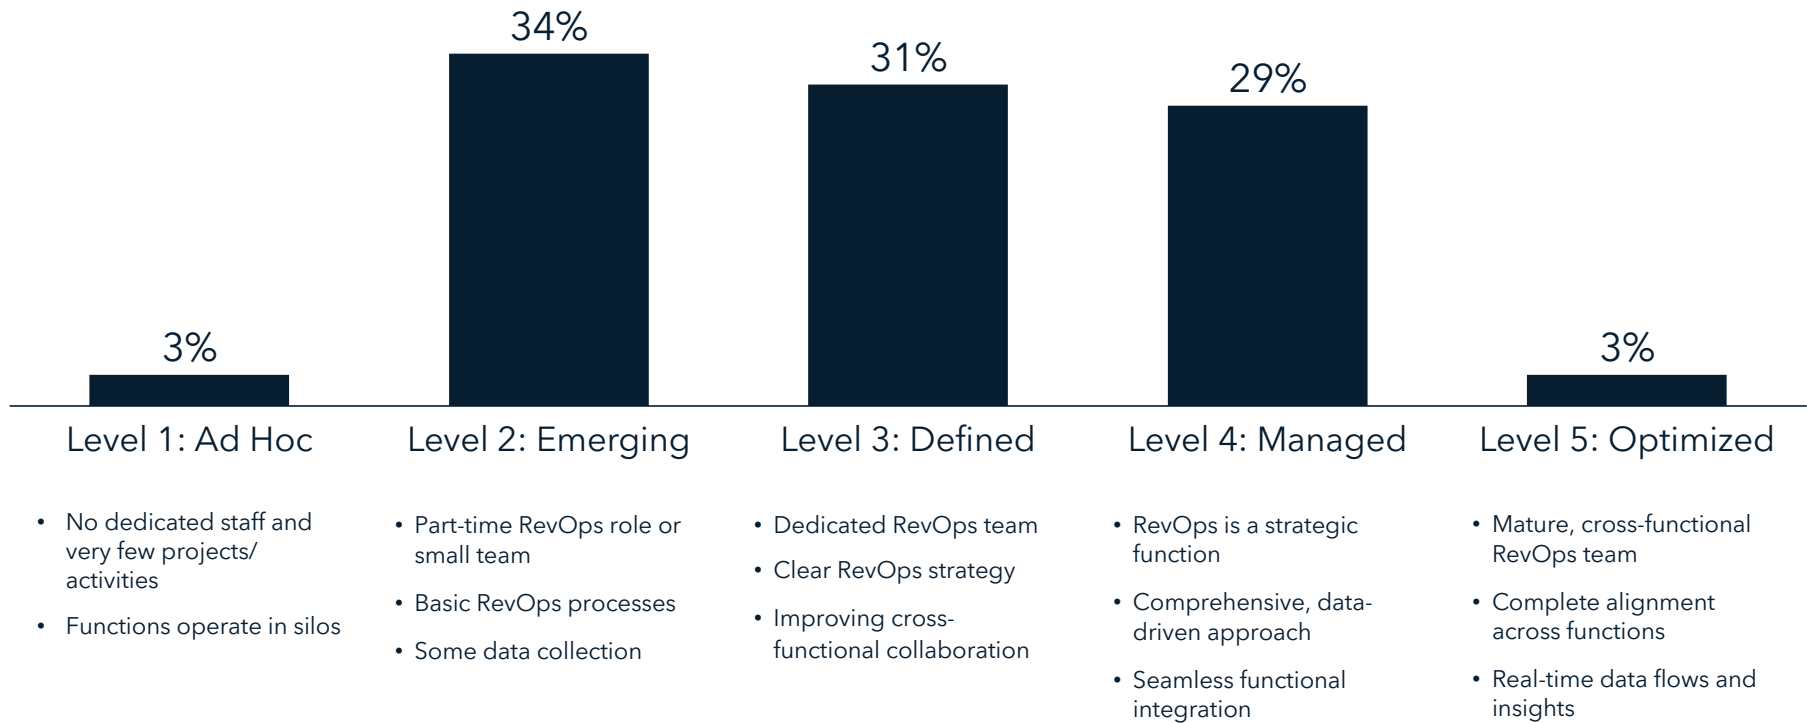 34%
31%
29%
3%
3%
Level 1: Ad Hoc
Level 2: Emerging
Level 3: Defined
Level 4: Managed
Level 5: Optimized
• No dedicated staff and
very few projects/
activities
• Functions operate in silos
• Part-time RevOps role or
small team
• Basic RevOps processes
• Some data collection
• Dedicated RevOps team
• Clear RevOps strategy
• Improving cross-
functional collaboration
• RevOps is a strategic
function
• Comprehensive, data-
driven approach
• Seamless functional
integration
• Mature, cross-functional
RevOps team
• Complete alignment
across functions
• Real-time data flows and
insights